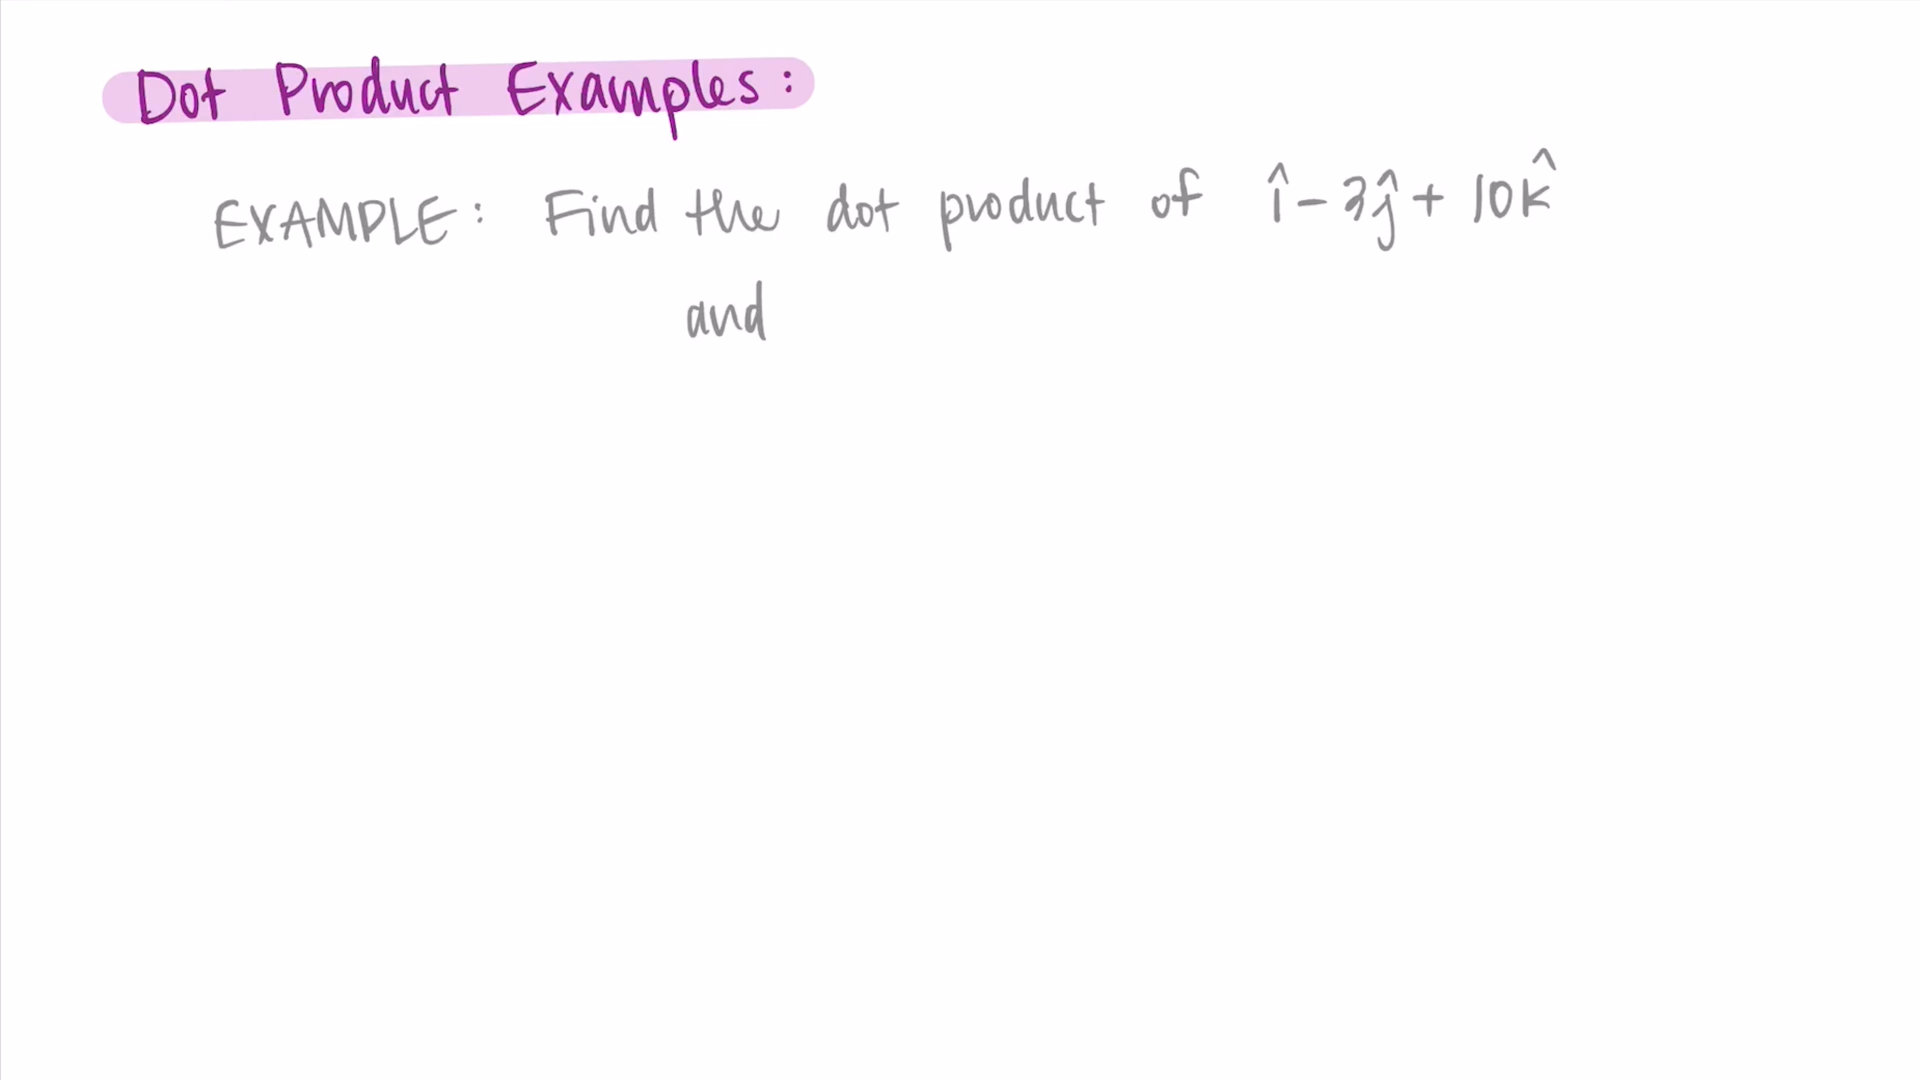 Dot Product Examples:
EXAMPLE: Find the dot product of î - 3ĵ + 10k̂
and